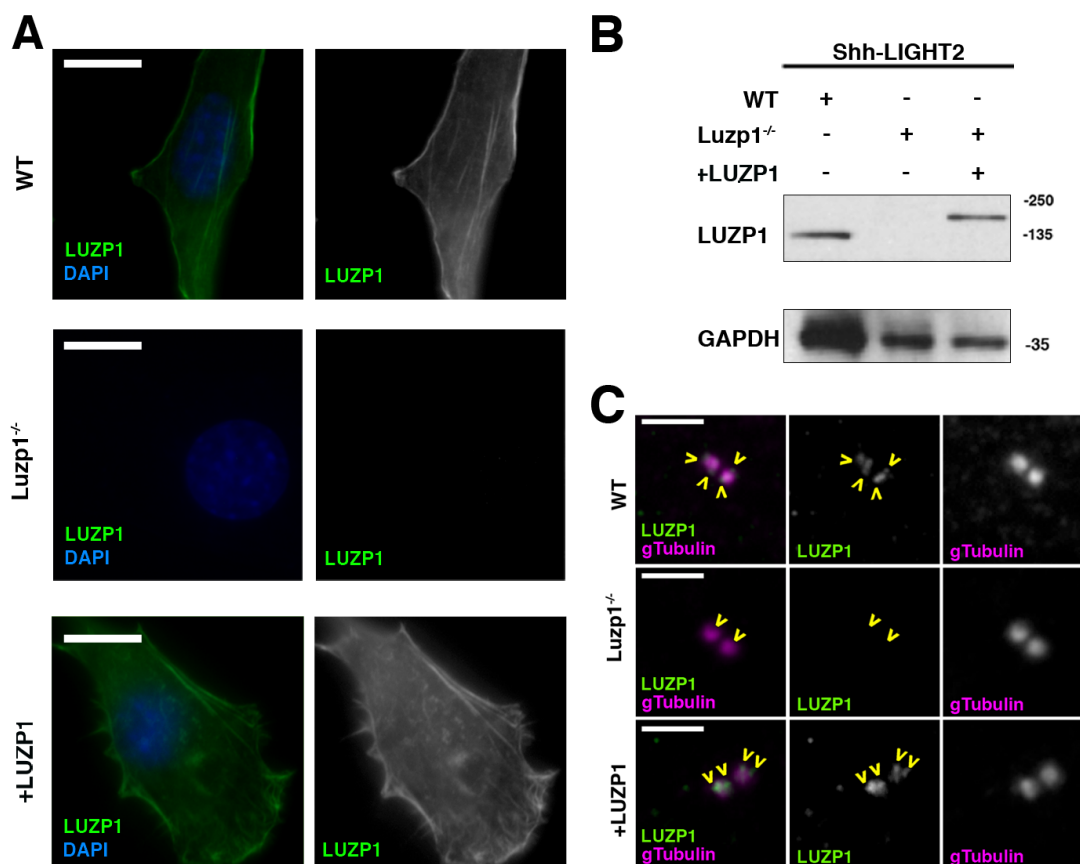 A
WT
LUZP1
DAPI
LUZP1
Luzp1-/-
LUZP1
DAPI
LUZP1
+LUZP1
LUZP1
DAPI
LUZP1
B
Shh-LIGHT2
WT + - -
Luzp1-/- - + +
+LUZP1 - - +
LUZP1
-250
-135
GAPDH
-35
C
WT
LUZP1
gTubulin
LUZP1
gTubulin
Luzp1-/-
LUZP1
gTubulin
LUZP1
gTubulin
+LUZP1
LUZP1
gTubulin
LUZP1
gTubulin